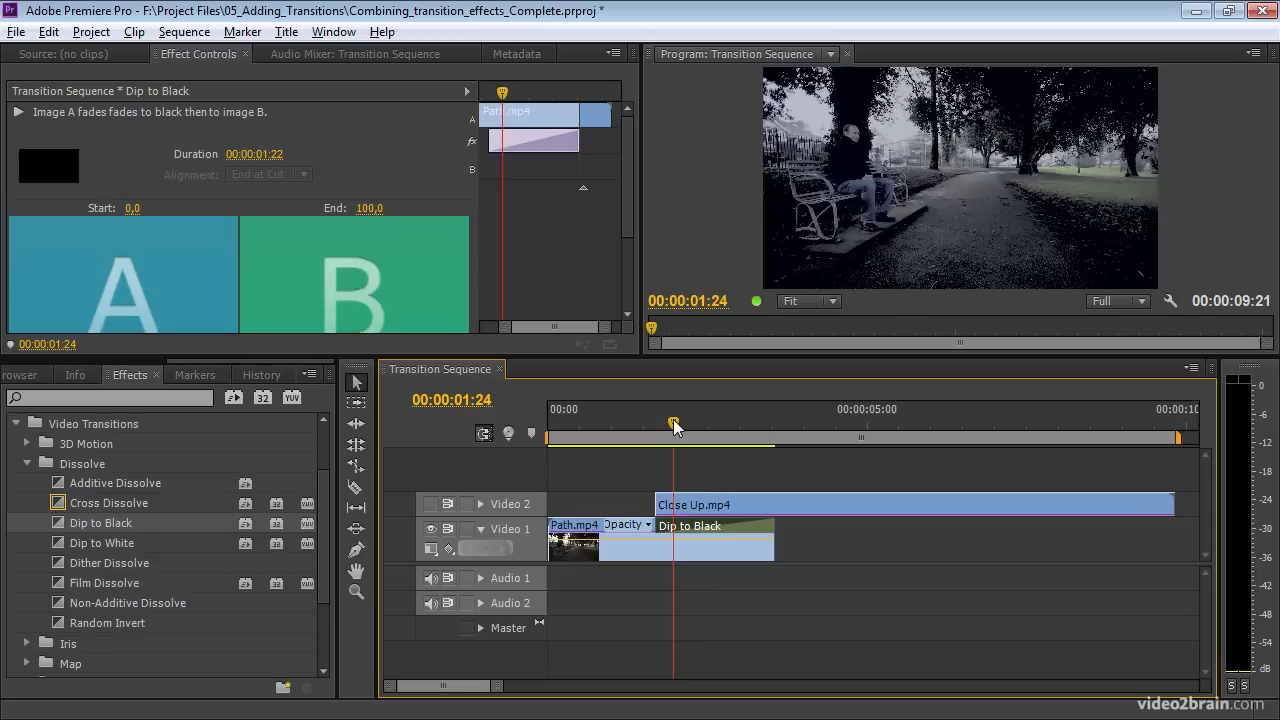 Pr Adobe Premiere Pro - F:\Project Files\05_Adding_Transitions\Combining_transition_effects_Complete.prproj *
File Edit Project Clip Sequence Marker Title Window Help
Source: (no clips) Effect Controls × Audio Mixer: Transition Sequence Metadata
Program: Transition Sequence ×
Transition Sequence * Dip to Black
Image A fades fades to black then to image B.
Duration 00:00:01:22
Alignment: End at Cut
Start: 0,0 End: 100,0
A B
A Path.mp4
fx
B
00:00:01:24
00:00:01:24 Fit Full 00:00:09:21
rowser Info Effects × Markers History
Video Transitions
3D Motion
Dissolve
Additive Dissolve
Cross Dissolve
Dip to Black
Dip to White
Dither Dissolve
Film Dissolve
Non-Additive Dissolve
Random Invert
Iris
Map
Transition Sequence ×
00:00:01:24
00:00 00:00:05:00 00:00:10
Video 2 Close Up.mp4
Video 1 Path.mp4 Opacity Dip to Black
Audio 1
Audio 2
Master
0
-6
-12
-18
-24
-30
-36
-42
-48
-54
dB
S S
video2brain.com